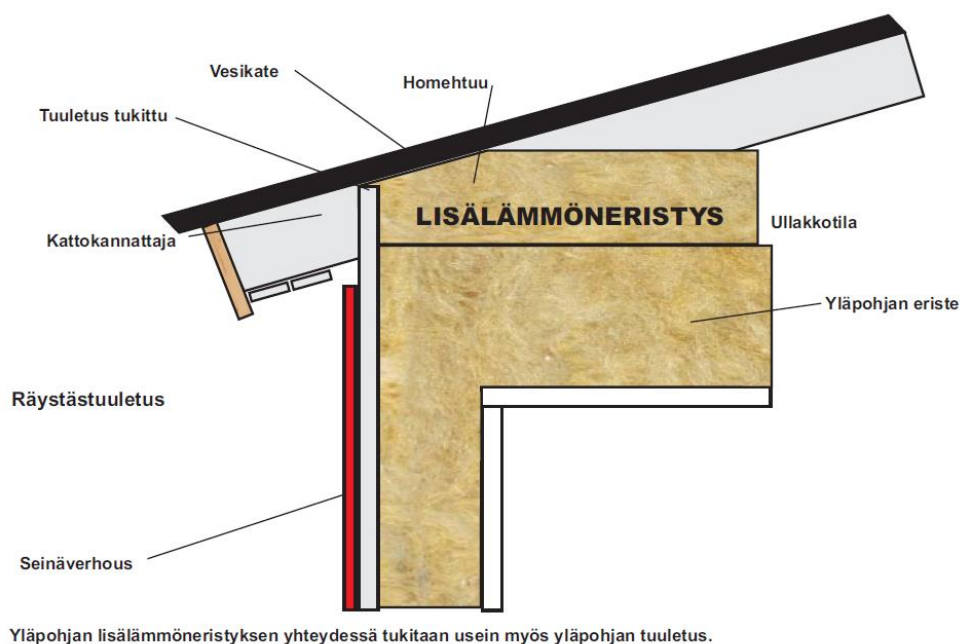 Vesikate
Homehtuu
Tuuletus tukittu
LISÄLÄMMÖNERISTYS
Ullakkotila
Kattokannattaja
Yläpohjan eriste
Räystästuuletus
Seinäverhous
Yläpohjan lisälämmöneristyksen yhteydessä tukitaan usein myös yläpohjan tuuletus.